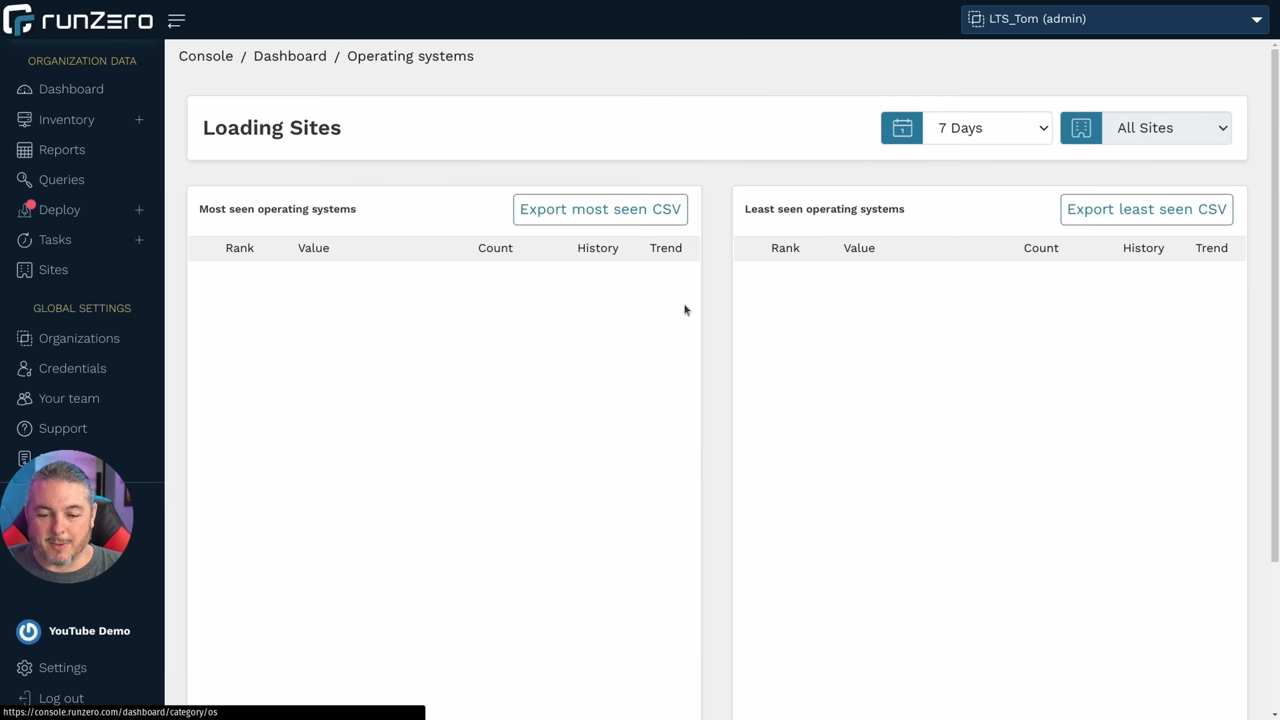 runZero
LTS_Tom (admin)
ORGANIZATION DATA
Dashboard
Inventory +
Reports
Queries
Deploy +
Tasks +
Sites
GLOBAL SETTINGS
Organizations
Credentials
Your team
Support
YouTube Demo
Settings
Log out
Console / Dashboard / Operating systems
Loading Sites
1
7 Days
All Sites
Most seen operating systems
Export most seen CSV
Rank Value Count History Trend
Least seen operating systems
Export least seen CSV
Rank Value Count History Trend
https://console.runzero.com/dashboard/category/os